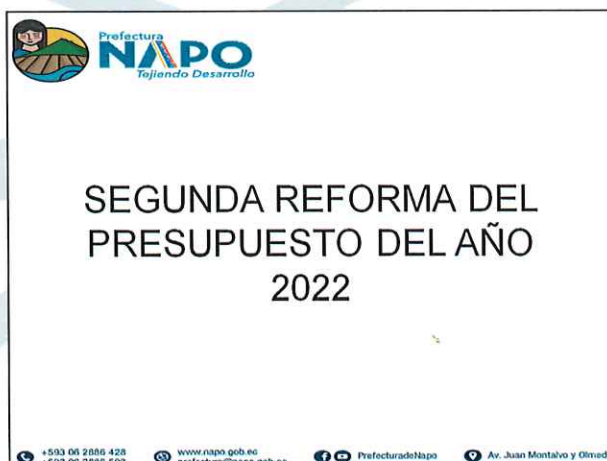 Prefectura
NAPO
Tejiendo Desarrollo
SEGUNDA REFORMA DEL
PRESUPUESTO DEL AÑO
2022
+593 06 2886 428
www.napo.gob.ec
PrefecturadeNapo
Av. Juan Montalvo y Olmed